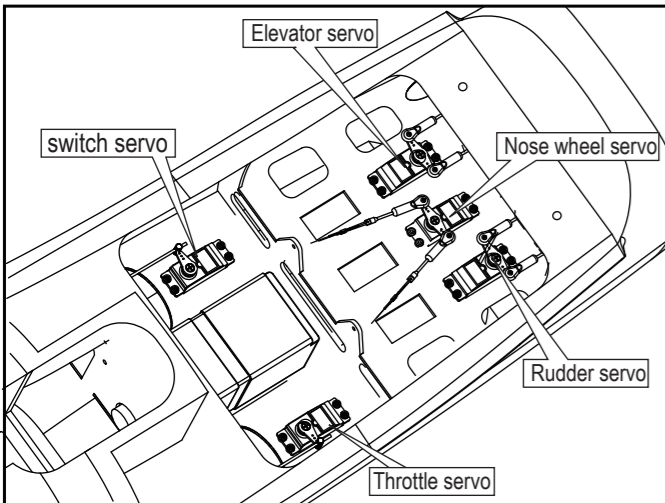 Elevator servo
switch servo
Nose wheel servo
Rudder servo
Throttle servo